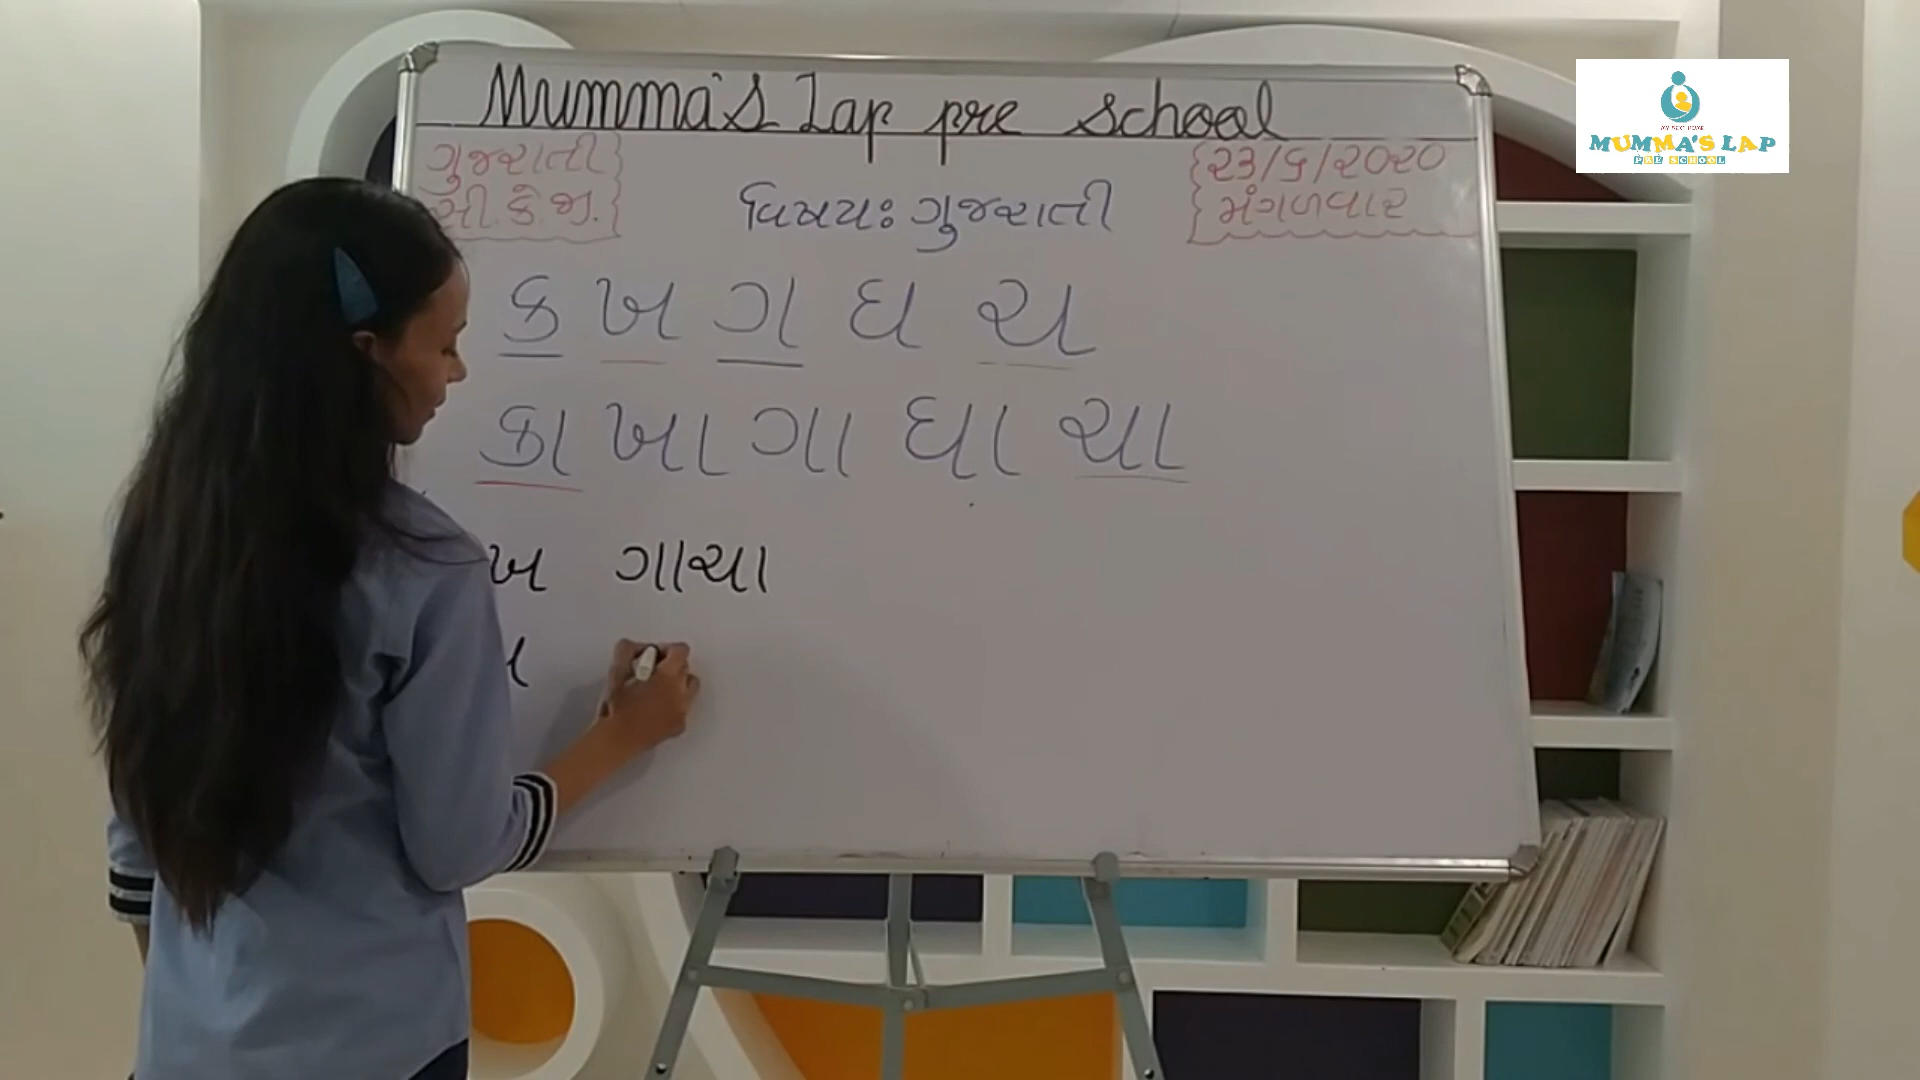 Mumma's Lap pre school
ગુજરાતી
સી. કે. જી.
વિષયઃ ગુજરાતી
૨૩/૬/૨૦૨૦
મંગળવાર
ક ખ ગ ઘ ચ
કા ખા ગા ઘા ચા
ખ ગાચા
MUMMA'S LAP
PRE SCHOOL